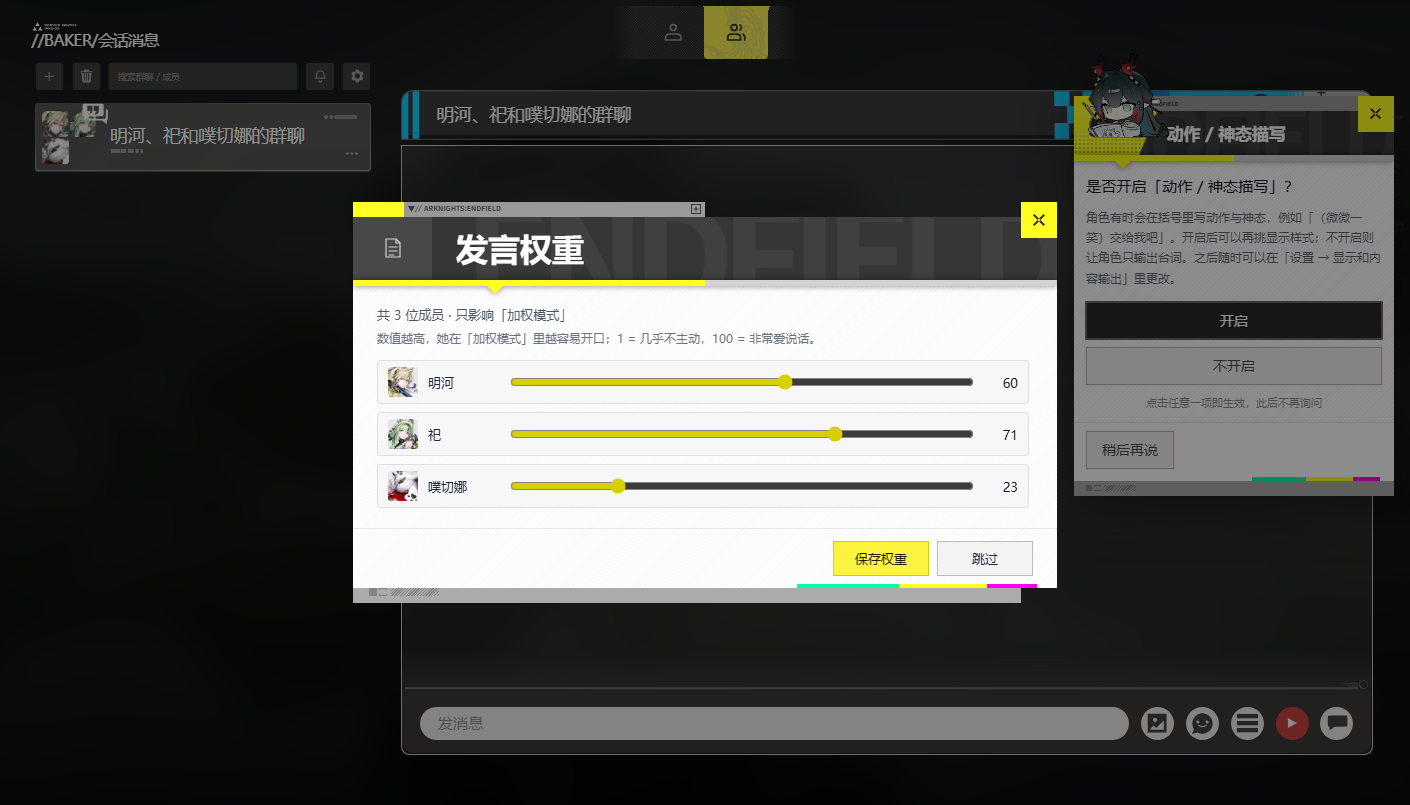 //BAKER/会话消息
搜索群聊 / 成员
明河、祀和噗切娜的群聊
明河、祀和噗切娜的群聊
▼// ARKNIGHTS:ENDFIELD
ENDFIELD
发言权重
共 3 位成员 · 只影响「加权模式」
数值越高，她在「加权模式」里越容易开口；1 = 几乎不主动，100 = 非常爱说话。
明河
60
祀
71
噗切娜
23
保存权重
跳过
动作 / 神态描写
是否开启「动作 / 神态描写」？
角色有时会在括号里写动作与神态，例如「（微微一
笑）交给我吧」。开启后可以再挑显示样式；不开启则
让角色只输出台词。之后随时可以在「设置 → 显示和内
容输出」里更改。
开启
不开启
点击任意一项即生效，此后不再询问
稍后再说
发消息